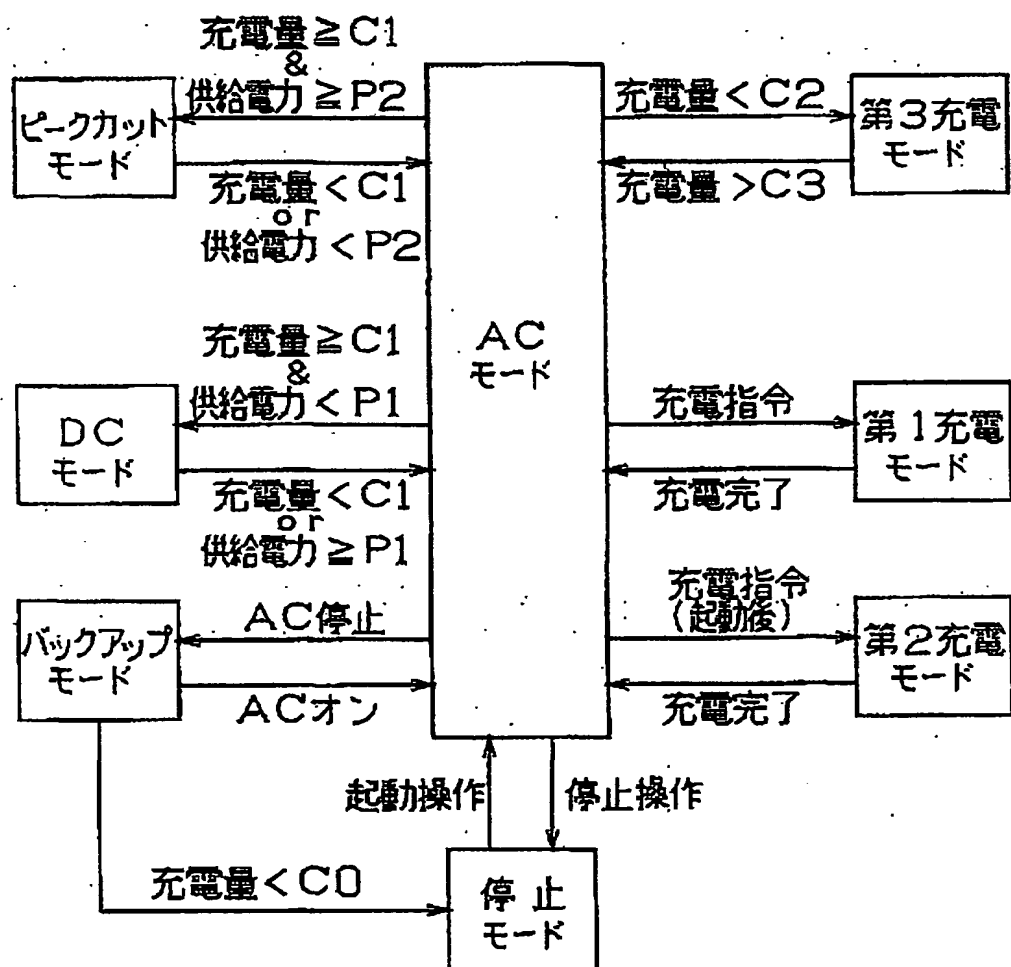 充電量≧C1
&
供給電力≧P2
ピークカット
モード
充電量<C1
or
供給電力<P2
充電量<C2
第3充電
モード
充電量>C3
AC
モード
充電量≧C1
&
供給電力<P1
DC
モード
充電量<C1
or
供給電力≧P1
充電指令
第1充電
モード
充電完了
AC停止
バックアップ
モード
ACオン
充電指令
(起動後)
第2充電
モード
充電完了
起動操作
停止操作
充電量<C0
停止
モード